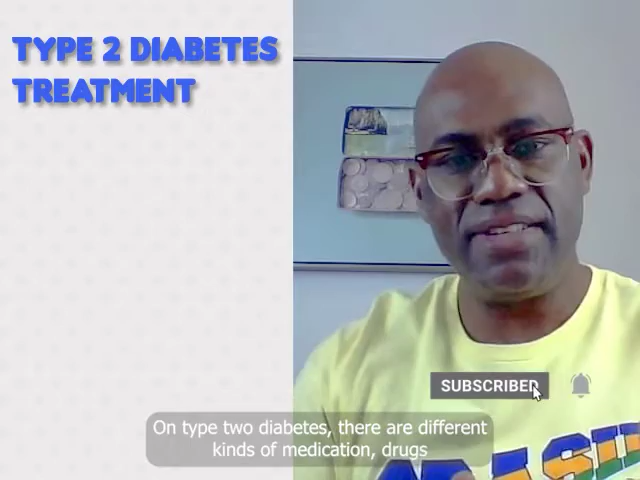 TYPE 2 DIABETES
TREATMENT
SUBSCRIBED
On type two diabetes, there are different
kinds of medication, drugs